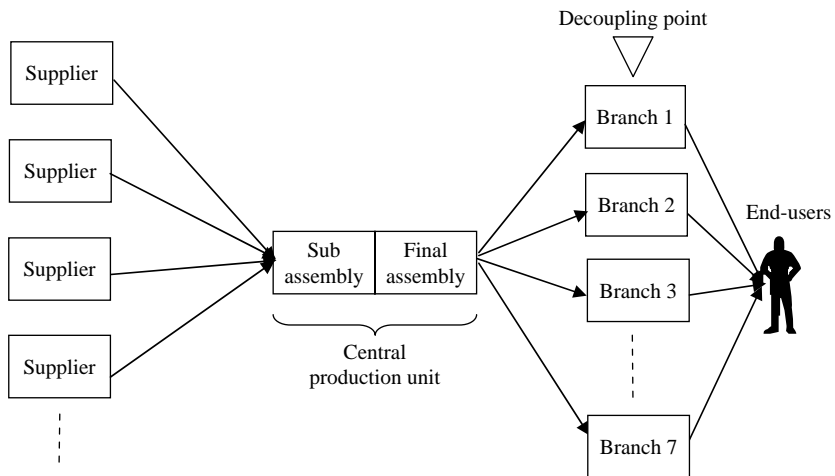 Decoupling point
Supplier
Supplier
Supplier
Supplier
Sub
assembly
Final
assembly
Central
production unit
Branch 1
Branch 2
Branch 3
Branch 7
End-users